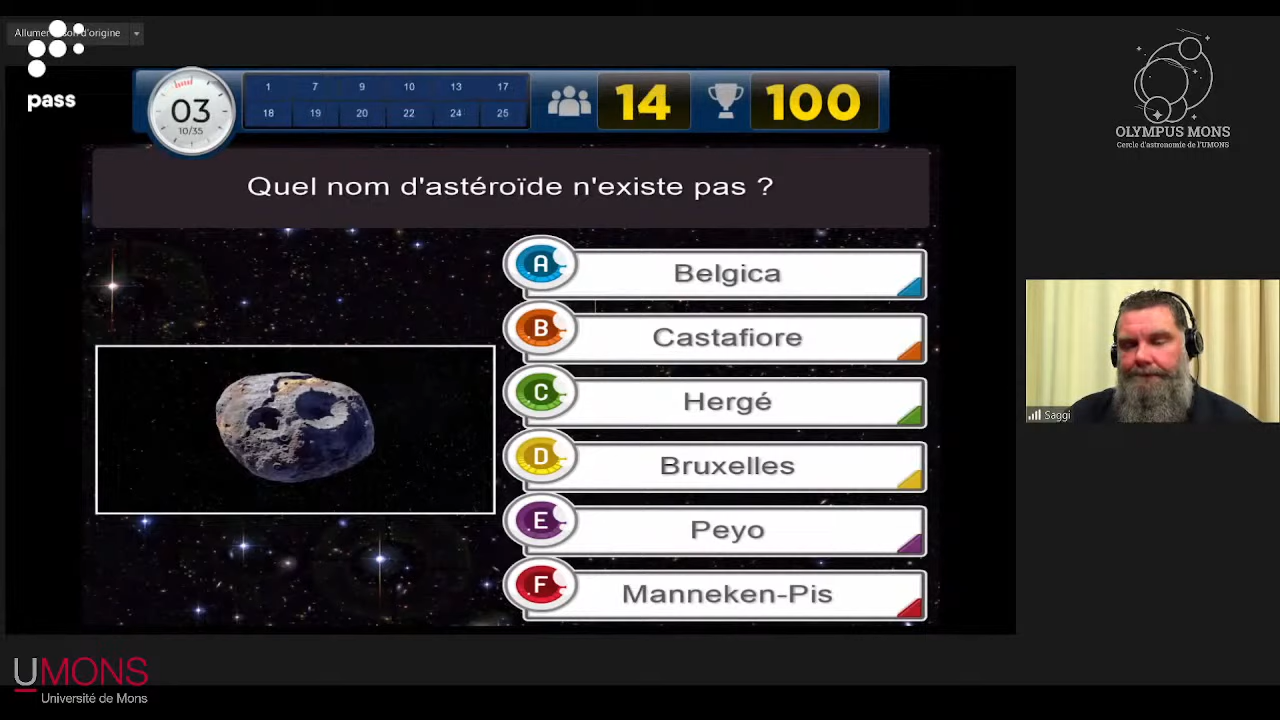 Allumer
d'origine
pass
03
10/35
1 7 9 10 13 17
18 19 20 22 24 25
14
100
OLYMPUS MONS
Cercle d'astronomie de l'UMONS
Quel nom d'astéroïde n'existe pas ?
A Belgica
B Castafiore
C Hergé
D Bruxelles
E Peyo
F Manneken-Pis
Saggi
UMONS
Université de Mons